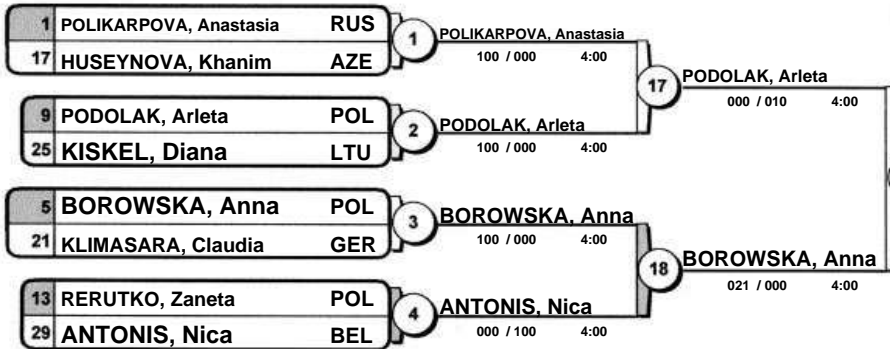 1 POLIKARPOVA, Anastasia RUS
17 HUSEYNOVA, Khanim AZE
1
POLIKARPOVA, Anastasia
100 / 000 4:00
17
PODOLAK, Arleta
000 / 010 4:00
9 PODOLAK, Arleta POL
25 KISKEL, Diana LTU
2
PODOLAK, Arleta
100 / 000 4:00
5 BOROWSKA, Anna POL
21 KLIMASARA, Claudia GER
3
BOROWSKA, Anna
100 / 000 4:00
18
BOROWSKA, Anna
021 / 000 4:00
13 RERUTKO, Zaneta POL
29 ANTONIS, Nica BEL
4
ANTONIS, Nica
000 / 100 4:00